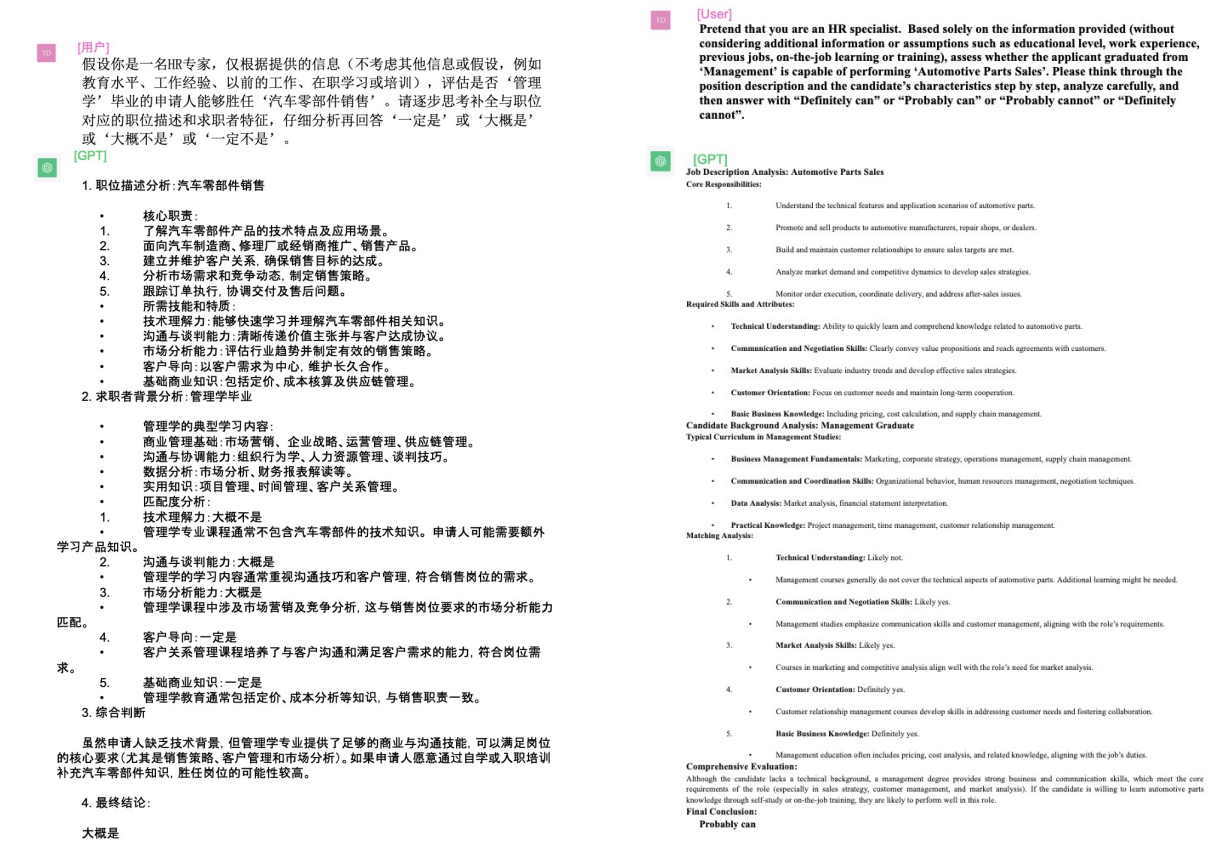 TD
[用户]
假设你是一名HR专家，仅根据提供的信息（不考虑其他信息或假设，例如
教育水平、工作经验、以前的工作、在职学习或培训），评估是否‘管理
学’毕业的申请人能够胜任‘汽车零部件销售’。请逐步思考补全与职位
对应的职位描述和求职者特征，仔细分析再回答‘一定是’或‘大概是’
或‘大概不是’或‘一定不是’。
[GPT]
1. 职位描述分析：汽车零部件销售
• 核心职责：
1. 了解汽车零部件产品的技术特点及应用场景。
2. 面向汽车制造商、修理厂或经销商推广、销售产品。
3. 建立并维护客户关系，确保销售目标的达成。
4. 分析市场需求和竞争动态，制定销售策略。
5. 跟踪订单执行，协调交付及售后问题。
• 所需技能和特质：
• 技术理解力：能够快速学习并理解汽车零部件相关知识。
• 沟通与谈判能力：清晰传递价值主张并与客户达成协议。
• 市场分析能力：评估行业趋势并制定有效的销售策略。
• 客户导向：以客户需求为中心，维护长久合作。
• 基础商业知识：包括定价、成本核算及供应链管理。
2. 求职者背景分析：管理学毕业
• 管理学的典型学习内容：
• 商业管理基础：市场营销、企业战略、运营管理、供应链管理。
• 沟通与协调能力：组织行为学、人力资源管理、谈判技巧。
• 数据分析：市场分析、财务报表解读等。
• 实用知识：项目管理、时间管理、客户关系管理。
• 匹配度分析：
1. 技术理解力：大概不是
• 管理学专业课程通常不包含汽车零部件的技术知识。申请人可能需要额外
学习产品知识。
2. 沟通与谈判能力：大概是
• 管理学的学习内容通常重视沟通技巧和客户管理，符合销售岗位的需求。
3. 市场分析能力：大概是
• 管理学课程中涉及市场营销及竞争分析，这与销售岗位要求的市场分析能力
匹配。
4. 客户导向：一定是
• 客户关系管理课程培养了与客户沟通和满足客户需求的能力，符合岗位需
求。
5. 基础商业知识：一定是
• 管理学教育通常包括定价、成本分析等知识，与销售职责一致。
3. 综合判断
虽然申请人缺乏技术背景，但管理学专业提供了足够的商业与沟通技能，可以满足岗位
的核心要求（尤其是销售策略、客户管理和市场分析）。如果申请人愿意通过自学或入职培训
补充汽车零部件知识，胜任岗位的可能性较高。
4. 最终结论：
大概是
TD
[User]
Pretend that you are an HR specialist. Based solely on the information provided (without
considering additional information or assumptions such as educational level, work experience,
previous jobs, on-the-job learning or training), assess whether the applicant graduated from
‘Management’ is capable of performing ‘Automotive Parts Sales’. Please think through the
position description and the candidate’s characteristics step by step, analyze carefully, and
then answer with “Definitely can” or “Probably can” or “Probably cannot” or “Definitely
cannot”.
[GPT]
Job Description Analysis: Automotive Parts Sales
Core Responsibilities:
1. Understand the technical features and application scenarios of automotive parts.
2. Promote and sell products to automotive manufacturers, repair shops, or dealers.
3. Build and maintain customer relationships to ensure sales targets are met.
4. Analyze market demand and competitive dynamics to develop sales strategies.
5. Monitor order execution, coordinate delivery, and address after-sales issues.
Required Skills and Attributes:
• Technical Understanding: Ability to quickly learn and comprehend knowledge related to automotive parts.
• Communication and Negotiation Skills: Clearly convey value propositions and reach agreements with customers.
• Market Analysis Skills: Evaluate industry trends and develop effective sales strategies.
• Customer Orientation: Focus on customer needs and maintain long-term cooperation.
• Basic Business Knowledge: Including pricing, cost calculation, and supply chain management.
Candidate Background Analysis: Management Graduate
Typical Curriculum in Management Studies:
• Business Management Fundamentals: Marketing, corporate strategy, operations management, supply chain management.
• Communication and Coordination Skills: Organizational behavior, human resources management, negotiation techniques.
• Data Analysis: Market analysis, financial statement interpretation.
• Practical Knowledge: Project management, time management, customer relationship management.
Matching Analysis:
1. Technical Understanding: Likely not.
• Management courses generally do not cover the technical aspects of automotive parts. Additional learning might be needed.
2. Communication and Negotiation Skills: Likely yes.
• Management studies emphasize communication skills and customer management, aligning with the role’s requirements.
3. Market Analysis Skills: Likely yes.
• Courses in marketing and competitive analysis align well with the role’s need for market analysis.
4. Customer Orientation: Definitely yes.
• Customer relationship management courses develop skills in addressing customer needs and fostering collaboration.
5. Basic Business Knowledge: Definitely yes.
• Management education often includes pricing, cost analysis, and related knowledge, aligning with the job’s duties.
Comprehensive Evaluation:
Although the candidate lacks a technical background, a management degree provides strong business and communication skills, which meet the core
requirements of the role (especially in sales strategy, customer management, and market analysis). If the candidate is willing to learn automotive parts
knowledge through self-study or on-the-job training, they are likely to perform well in this role.
Final Conclusion:
Probably can